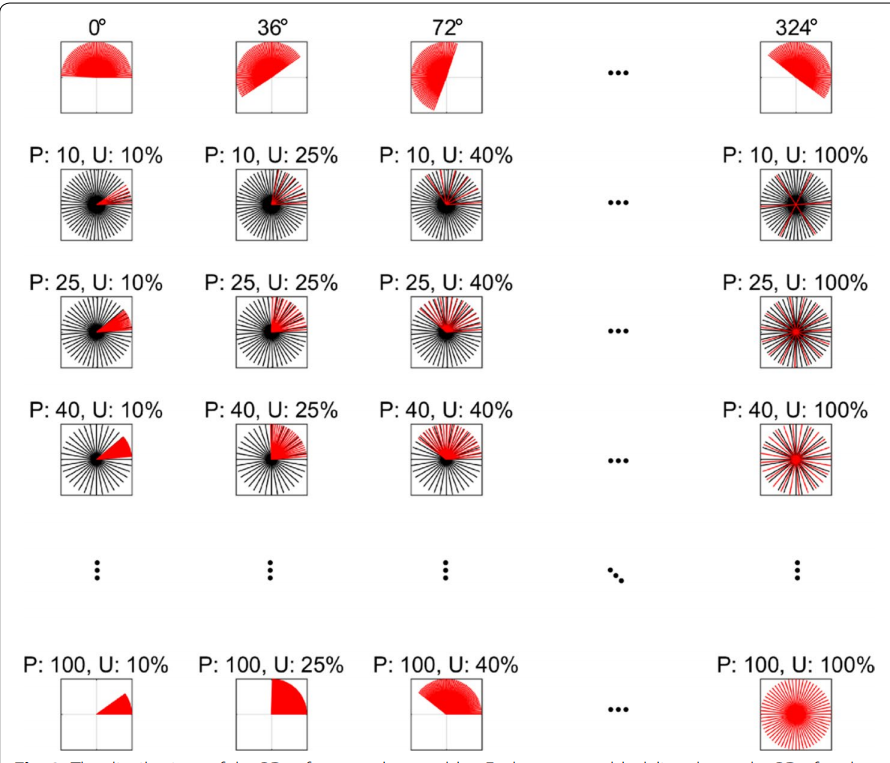 0° 36° 72° ... 324°
P: 10, U: 10% P: 10, U: 25% P: 10, U: 40% ... P: 10, U: 100%
P: 25, U: 10% P: 25, U: 25% P: 25, U: 40% ... P: 25, U: 100%
P: 40, U: 10% P: 40, U: 25% P: 40, U: 40% ... P: 40, U: 100%
P: 100, U: 10% P: 100, U: 25% P: 100, U: 40% ... P: 100, U: 100%